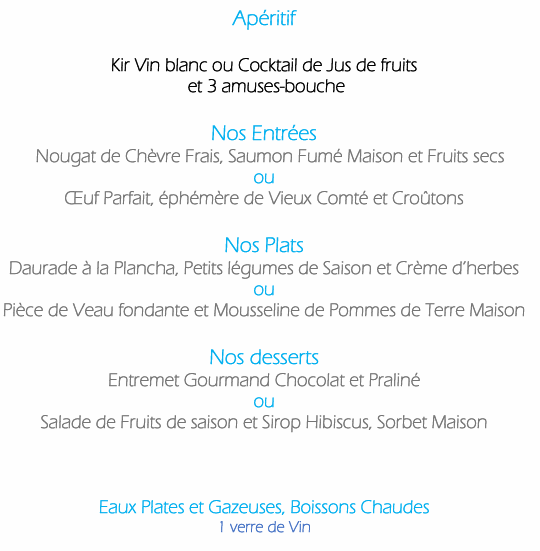 Apéritif
Kir Vin blanc ou Cocktail de Jus de fruits
et 3 amuses-bouche
Nos Entrées
Nougat de Chèvre Frais, Saumon Fumé Maison et Fruits secs
ou
Œuf Parfait, éphémère de Vieux Comté et Croûtons
Nos Plats
Daurade à la Plancha, Petits légumes de Saison et Crème d’herbes
ou
Pièce de Veau fondante et Mousseline de Pommes de Terre Maison
Nos desserts
Entremet Gourmand Chocolat et Praliné
ou
Salade de Fruits de saison et Sirop Hibiscus, Sorbet Maison
Eaux Plates et Gazeuses, Boissons Chaudes
1 verre de Vin